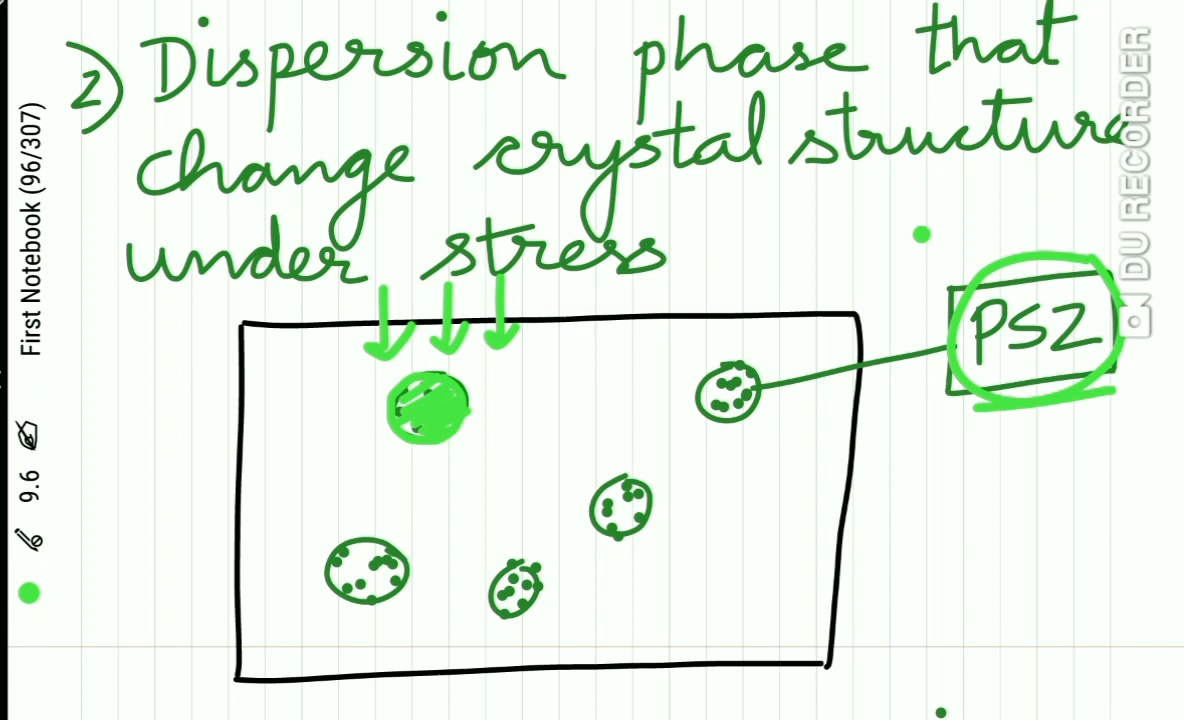 2) Dispersion phase that
change crystal structure
under stress
PSZ
First Notebook (96/307)
9.6
DU RECORDER